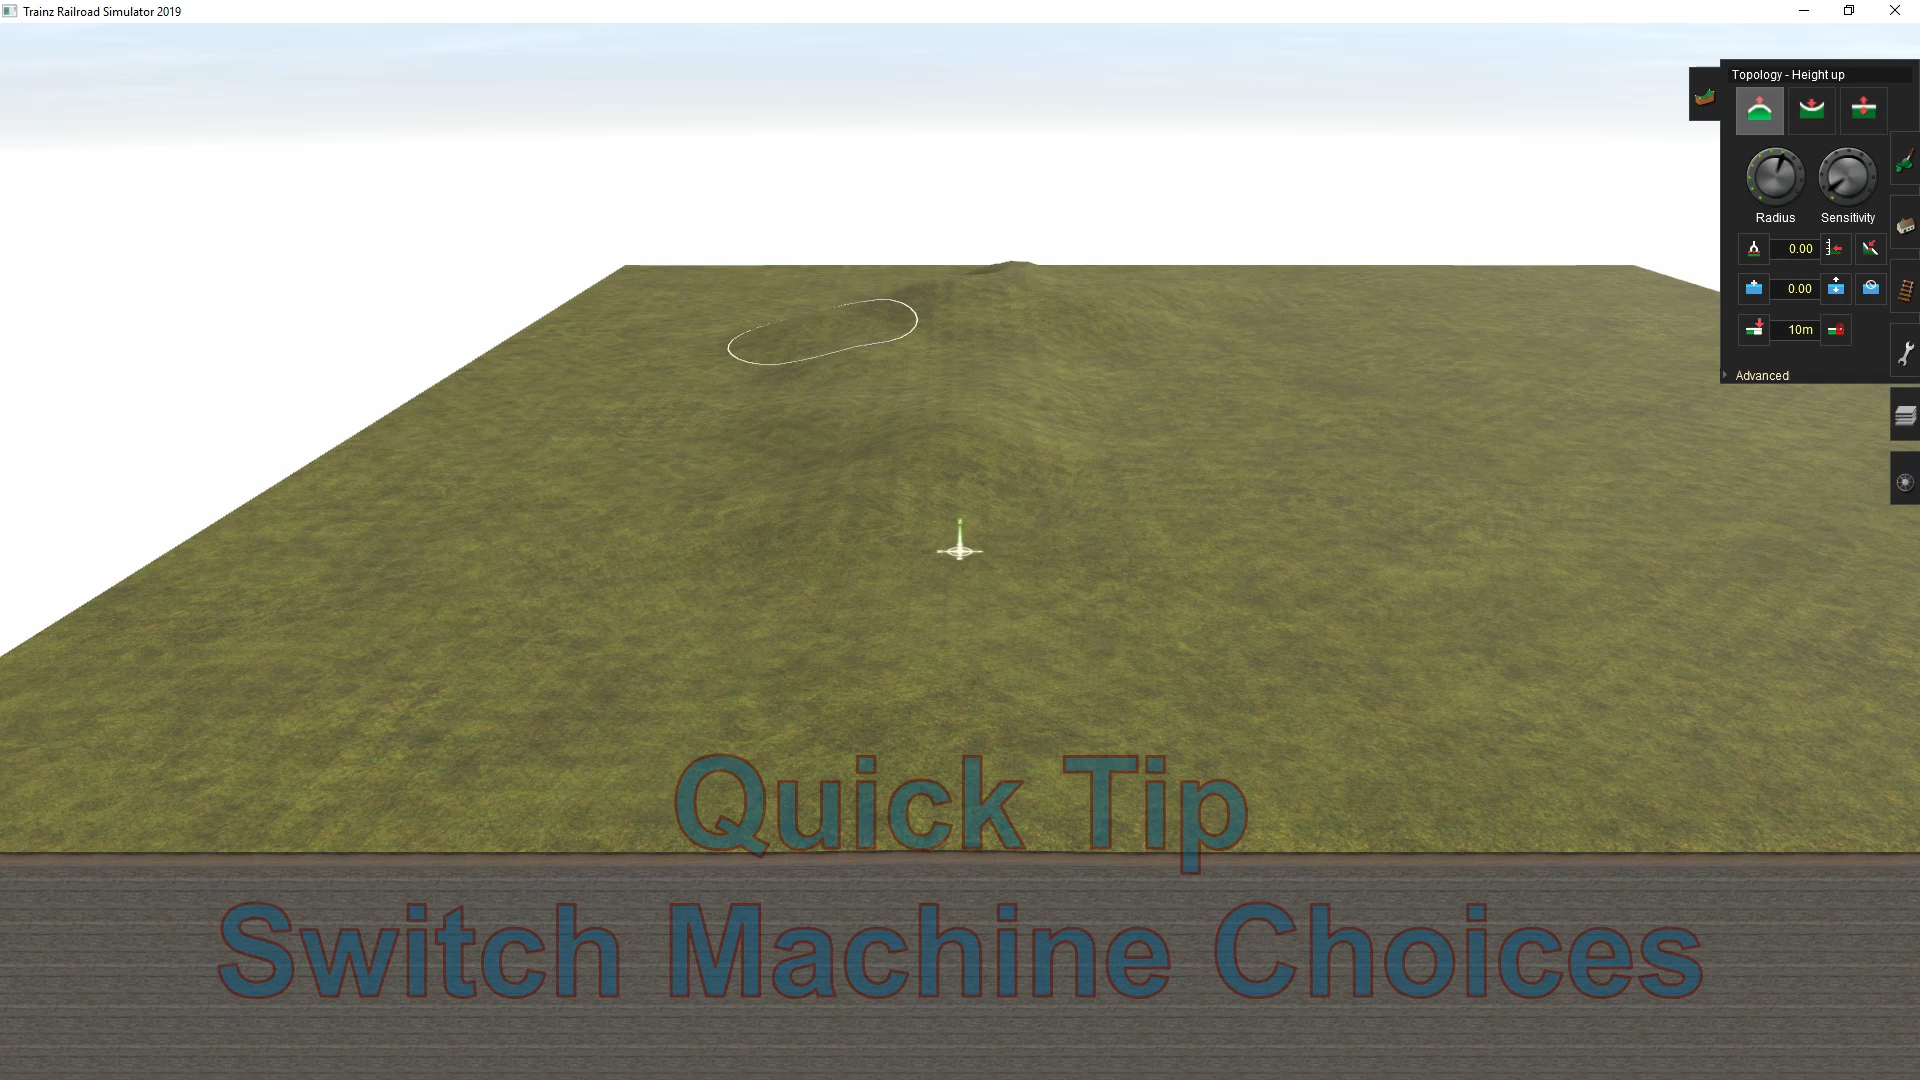 Trainz Railroad Simulator 2019
Topology - Height up
Radius Sensitivity
0.00
0.00
10m
Advanced
Quick Tip
Switch Machine Choices